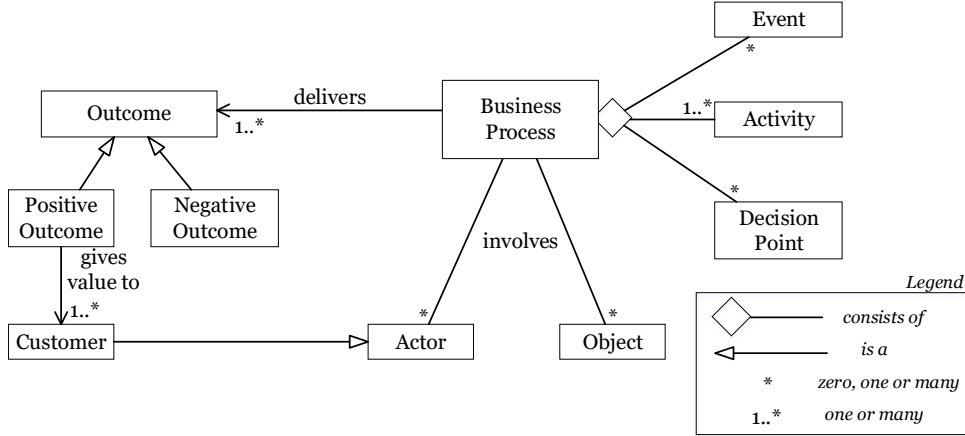 Event
*
delivers
Business
Process
Outcome
1..*
1..*
Activity
*
Positive
Outcome
Negative
Outcome
Decision
Point
involves
gives
value to
1..*
*
*
Customer
Actor
Object
Legend
consists of
is a
* zero, one or many
1..* one or many